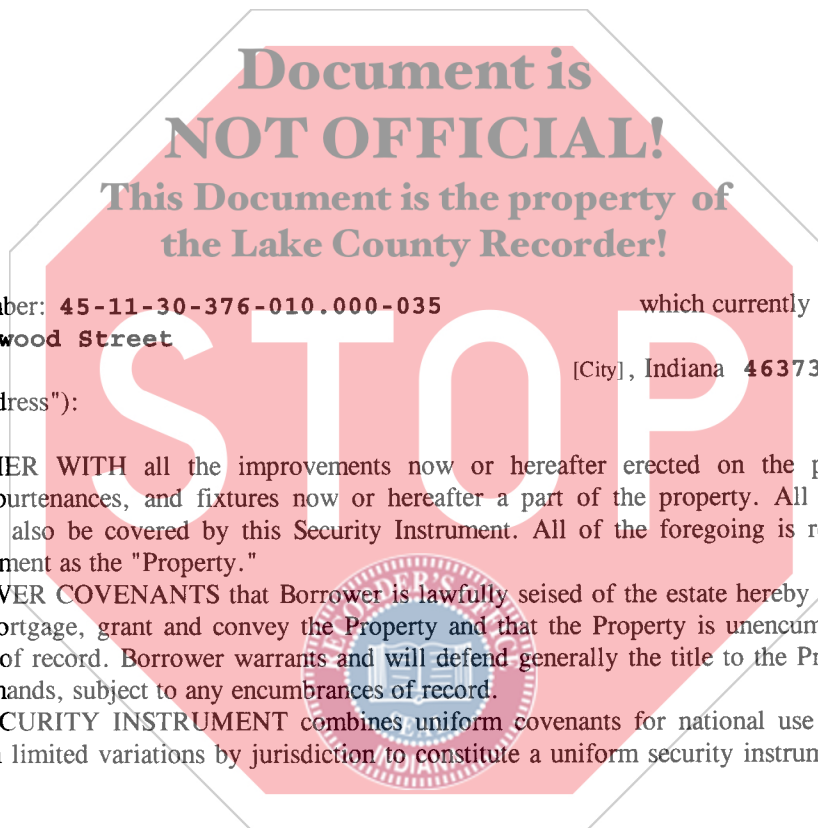 Document is
NOT OFFICIAL!
This Document is the property of
the Lake County Recorder!
ber: 45-11-30-376-010.000-035 which currently
wood Street
[City], Indiana 46373
dress"):
STOP
ER WITH all the improvements now or hereafter erected on the p
purtenances, and fixtures now or hereafter a part of the property. All
also be covered by this Security Instrument. All of the foregoing is r
ment as the "Property."
VER COVENANTS that Borrower is lawfully seised of the estate hereby
ortgage, grant and convey the Property and that the Property is unencum
of record. Borrower warrants and will defend generally the title to the Pr
nands, subject to any encumbrances of record.
CURITY INSTRUMENT combines uniform covenants for national use
limited variations by jurisdiction to constitute a uniform security instrum
RECORDER'S OFFICE
SEAL
INDIANA